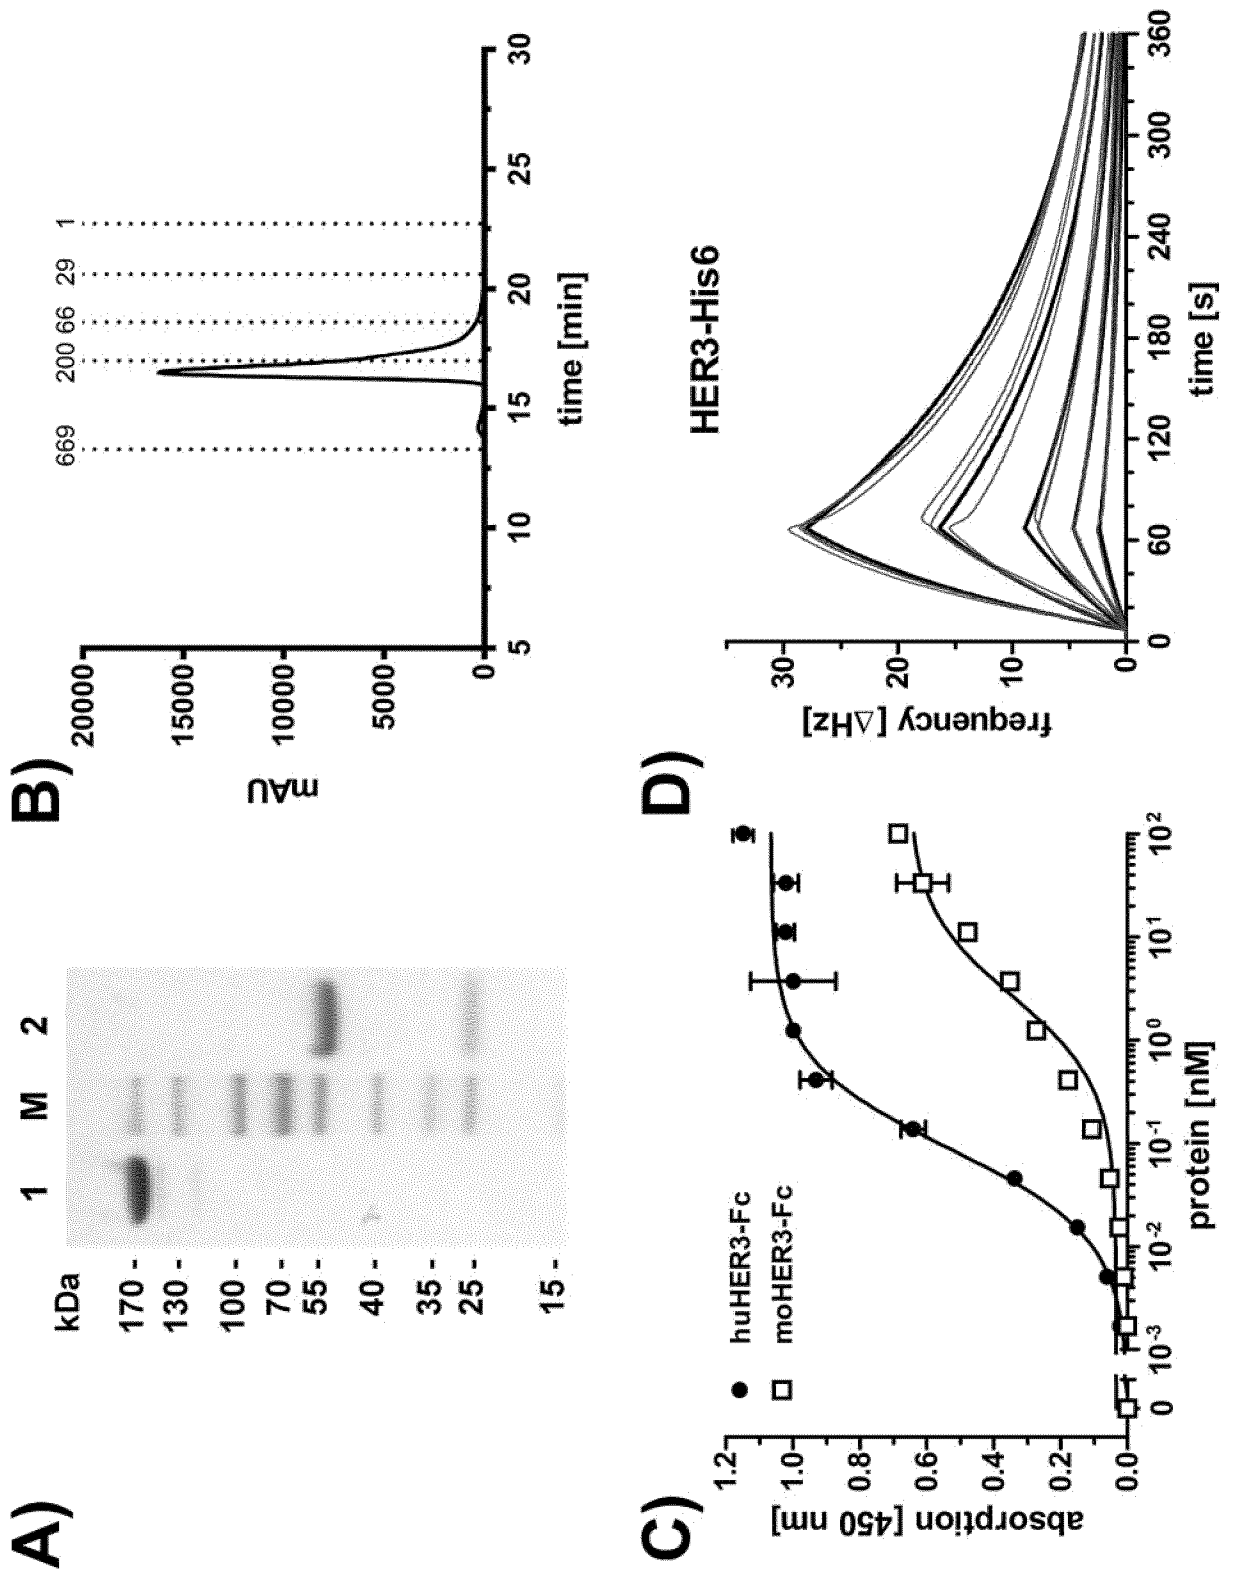 A)
kDa
1 M 2
170 -
130 -
100 -
70 -
55 -
40 -
35 -
25 -
15 -
B)
669 200 66 29 1
mAU
20000
15000
10000
5000
0
5 10 15 20 25 30
time [min]
C)
huHER3-Fc
moHER3-Fc
absorption [450 nm]
1.2
1.0
0.8
0.6
0.4
0.2
0.0
0 10-3 10-2 10-1 100 101 102
protein [nM]
D)
HER3-His6
frequency [ΔHz]
30
20
10
0
0 60 120 180 240 300 360
time [s]